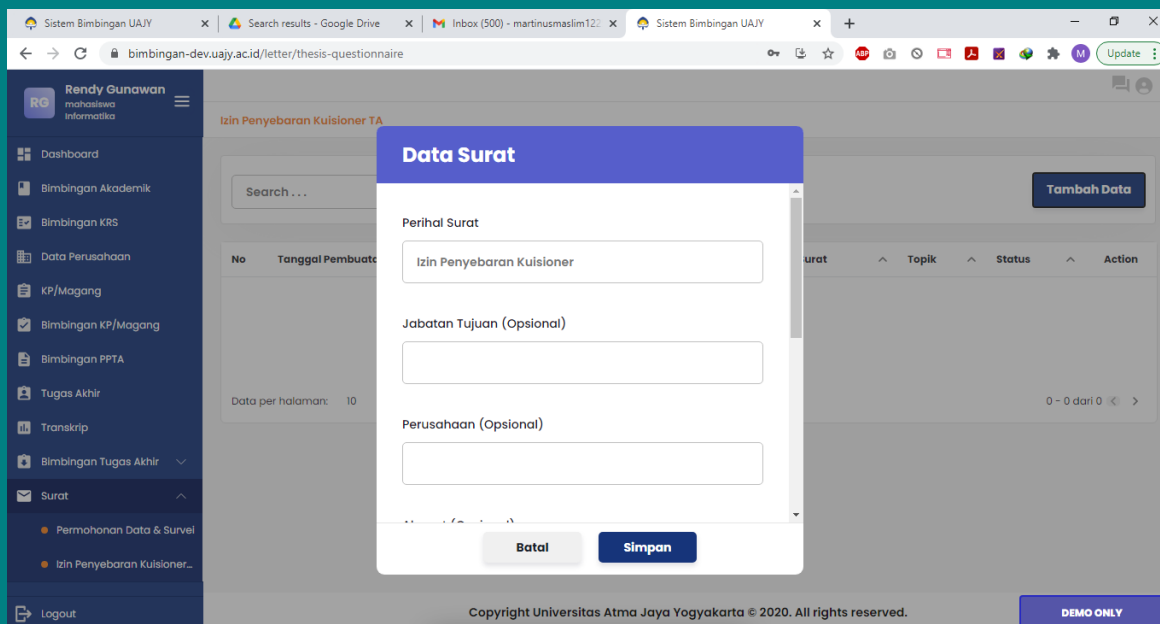 Sistem Bimbingan UAJY
Search results - Google Drive
Inbox (500) - martinusmaslim122
Sistem Bimbingan UAJY
bimbingan-dev.uajy.ac.id/letter/thesis-questionnaire
ABP
M
Update
RG
Rendy Gunawan
mahasiswa
Informatika
Izin Penyebaran Kuisioner TA
Dashboard
Bimbingan Akademik
Bimbingan KRS
Data Perusahaan
KP/Magang
Bimbingan KP/Magang
Bimbingan PPTA
Tugas Akhir
Transkrip
Bimbingan Tugas Akhir
Surat
Permohonan Data & Survei
Izin Penyebaran Kuisioner...
Logout
Search . . .
Tambah Data
No Tanggal Pembuata urat Topik Status Action
Data per halaman: 10
0 - 0 dari 0
Data Surat
Perihal Surat
Izin Penyebaran Kuisioner
Jabatan Tujuan (Opsional)
Perusahaan (Opsional)
Batal
Simpan
Copyright Universitas Atma Jaya Yogyakarta © 2020. All rights reserved.
DEMO ONLY